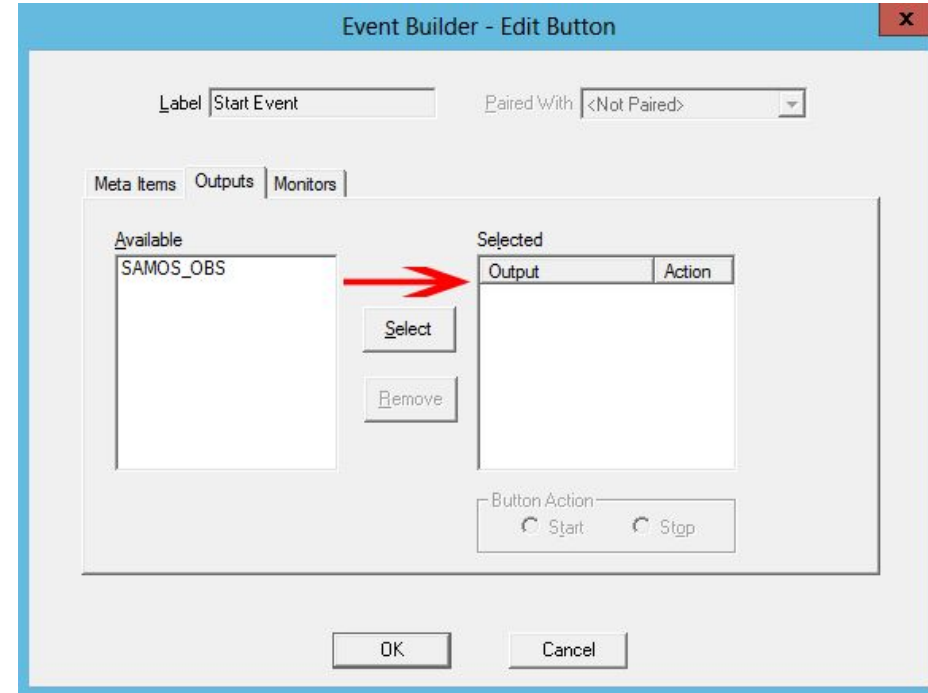 Event Builder - Edit Button
x
Label Start Event Paired With <Not Paired>
Meta Items Outputs Monitors
Available Selected
SAMOS_OBS Output Action
Select
Remove
Button Action
Start Stop
OK Cancel